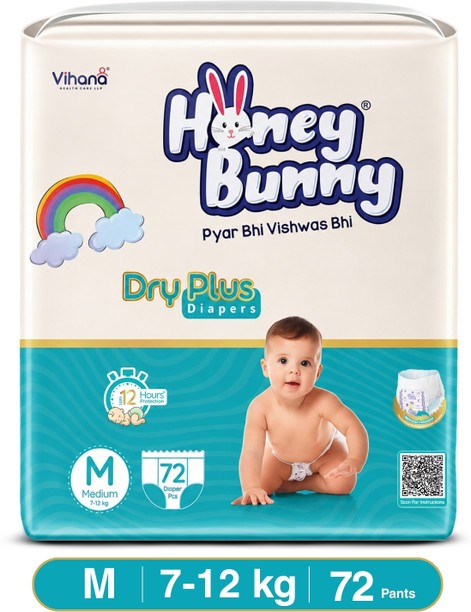 Vihana®
HEALTH CARE LLP
Honey®
Bunny
Pyar Bhi Vishwas Bhi
Dry Plus
Diapers
12 Hours*
Protection
M
Medium
7-12 kg
72
Diaper
Pcs
Scan For Instructions
M | 7-12 kg | 72 Pants